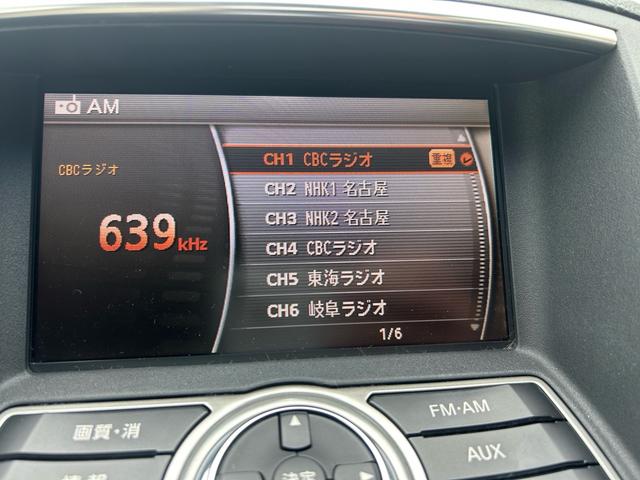 AM
CBCラジオ
639kHz
CH1 CBCラジオ 重複
CH2 NHK1 名古屋
CH3 NHK2 名古屋
CH4 CBCラジオ
CH5 東海ラジオ
CH6 岐阜ラジオ
1/6
画質・消
FM・AM
AUX
情報
決定